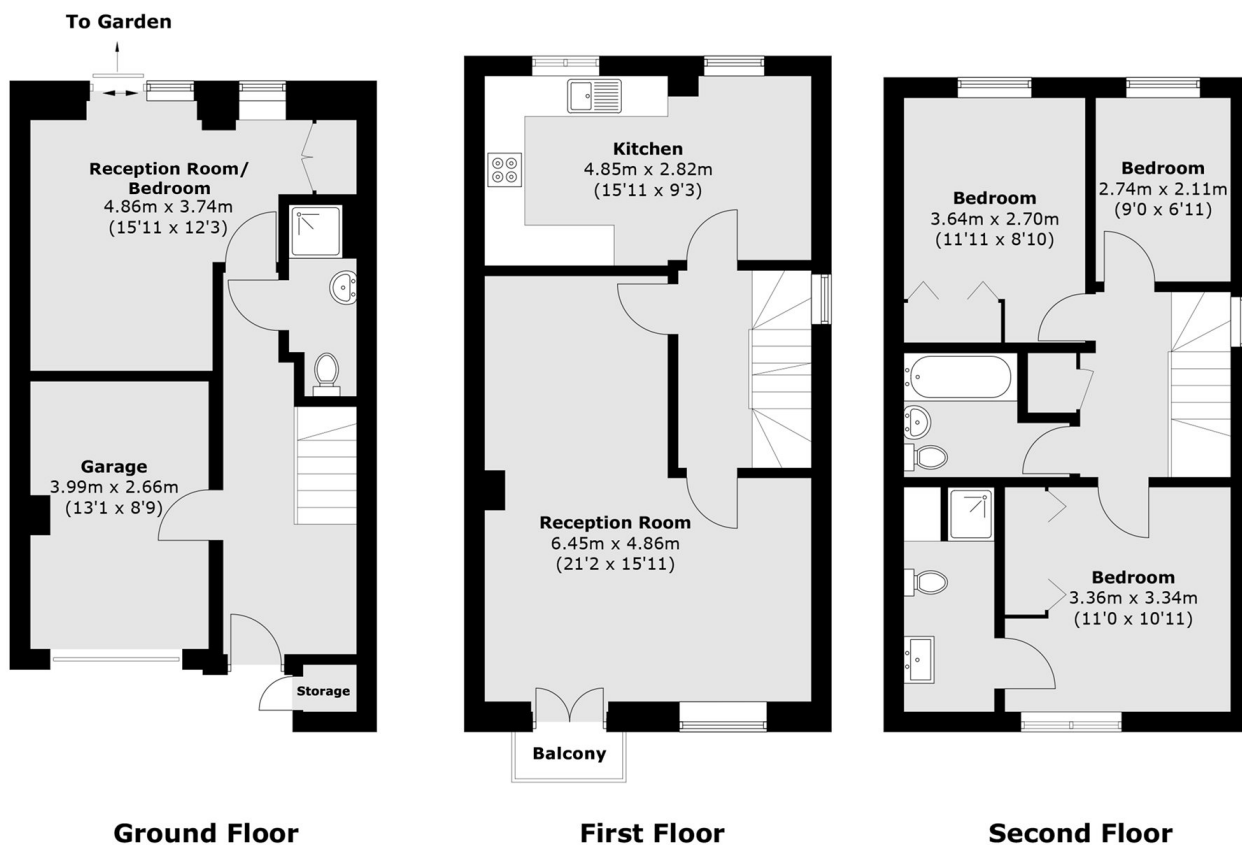 To Garden
Reception Room/
Bedroom
4.86m x 3.74m
(15'11 x 12'3)
Garage
3.99m x 2.66m
(13'1 x 8'9)
Storage
Ground Floor
Kitchen
4.85m x 2.82m
(15'11 x 9'3)
Reception Room
6.45m x 4.86m
(21'2 x 15'11)
Balcony
First Floor
Bedroom
3.64m x 2.70m
(11'11 x 8'10)
Bedroom
2.74m x 2.11m
(9'0 x 6'11)
Bedroom
3.36m x 3.34m
(11'0 x 10'11)
Second Floor